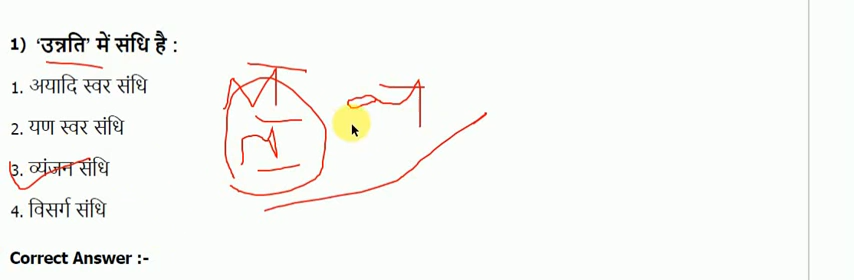 1) ‘उन्नति’ में संधि है :
1. अयादि स्वर संधि
2. यण स्वर संधि
3. व्यंजन संधि
4. विसर्ग संधि
Correct Answer :-